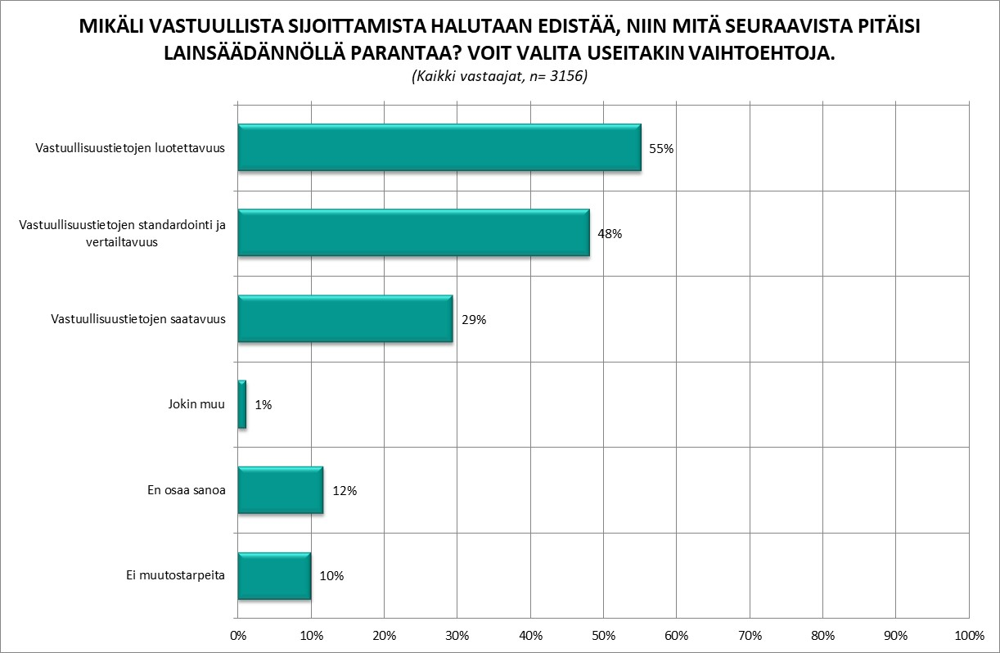 MIKÄLI VASTUULLISTA SIJOITTAMISTA HALUTAAN EDISTÄÄ, NIIN MITÄ SEURAAVISTA PITÄISI
LAINSÄÄDÄNNÖLLÄ PARANTAA? VOIT VALITA USEITAKIN VAIHTOEHTOJA.
(Kaikki vastaajat, n= 3156)
Vastuullisuustietojen luotettavuus
55%
Vastuullisuustietojen standardointi ja
vertailtavuus
48%
Vastuullisuustietojen saatavuus
29%
Jokin muu
1%
En osaa sanoa
12%
Ei muutostarpeita
10%
0% 10% 20% 30% 40% 50% 60% 70% 80% 90% 100%